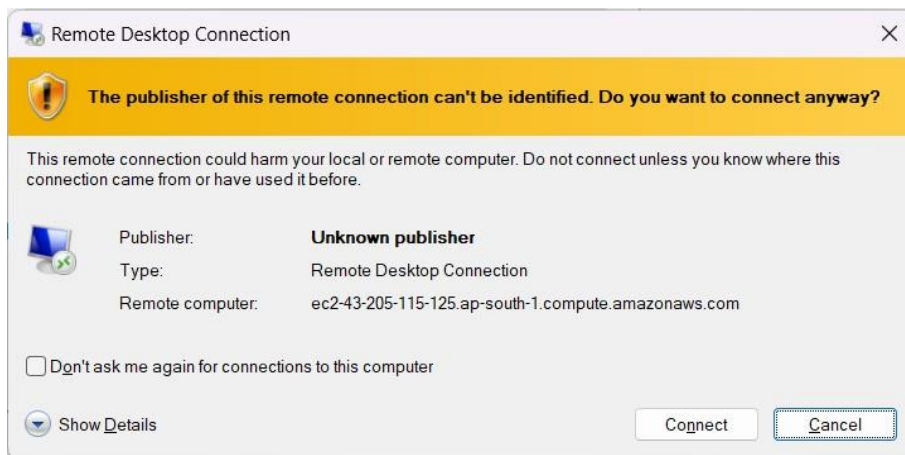 Remote Desktop Connection
The publisher of this remote connection can't be identified. Do you want to connect anyway?
This remote connection could harm your local or remote computer. Do not connect unless you know where this
connection came from or have used it before.
Publisher: Unknown publisher
Type: Remote Desktop Connection
Remote computer: ec2-43-205-115-125.ap-south-1.compute.amazonaws.com
Don't ask me again for connections to this computer
Show Details Connect Cancel